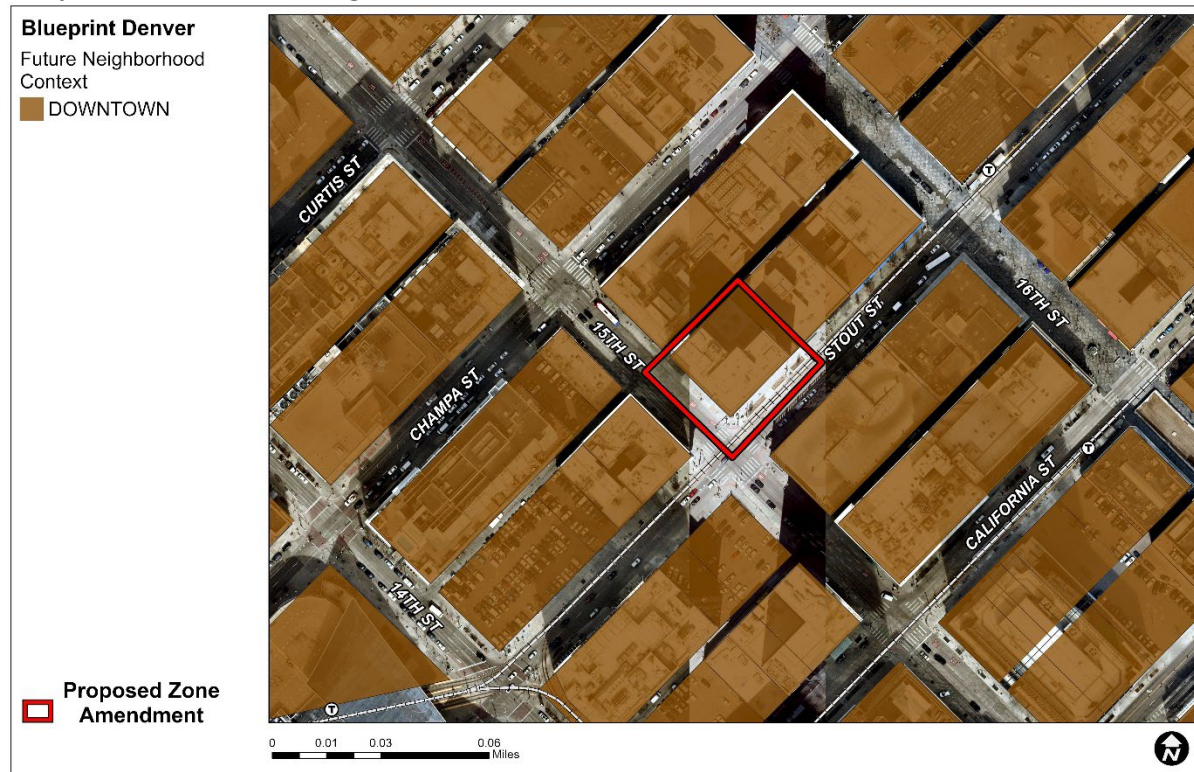 Blueprint Denver
Future Neighborhood
Context
DOWNTOWN
CURTIS ST
CHAMPA ST
15TH ST
STOUT ST
16TH ST
CALIFORNIA ST
14TH ST
T
T
T
Proposed Zone
Amendment
0 0.01 0.03 0.06
Miles
N